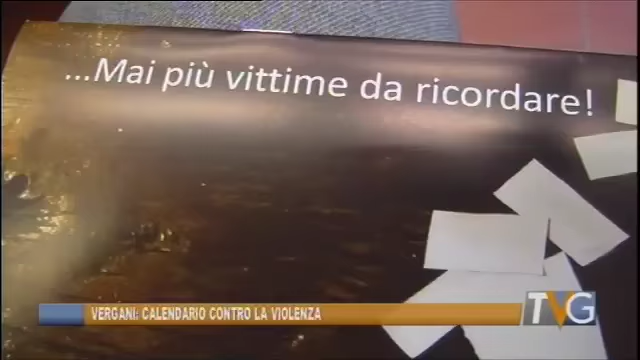 ...Mai più vittime da ricordare!
VERGANI: CALENDARIO CONTRO LA VIOLENZA
TVG